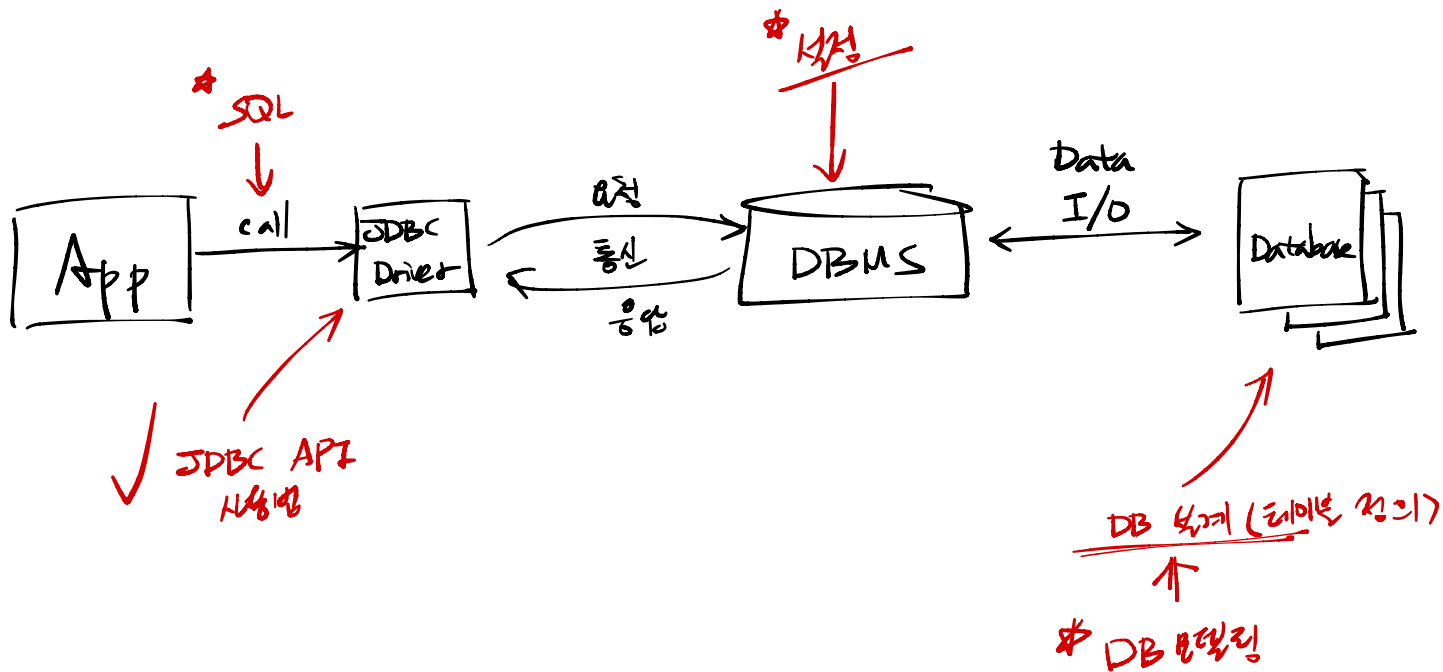 * 설정
* SQL
Data
I/O
App
call
JDBC
Driver
요청
통신
응답
DBMS
Database
JDBC API
사용법
DB 설계 (테이블 정의)
* DB 모델링